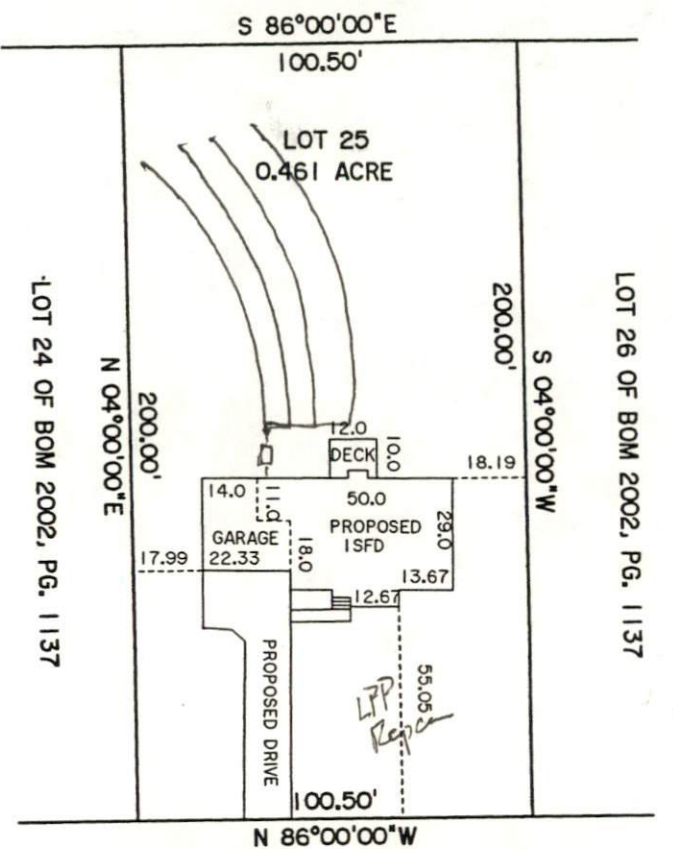 S 86°00'00"E
100.50'
LOT 25
0.461 ACRE
LOT 24 OF BOM 2002, PG. 1137
N 04°00'00"E
200.00'
200.00'
S 04°00'00"W
LOT 26 OF BOM 2002, PG. 1137
12.0
DECK
10.0
18.19
14.0
11.0
50.0
PROPOSED
1SFD
29.0
GARAGE
18.0
17.99
22.33
13.67
12.67
PROPOSED DRIVE
55.05
LPP
100.50'
N 86°00'00"W